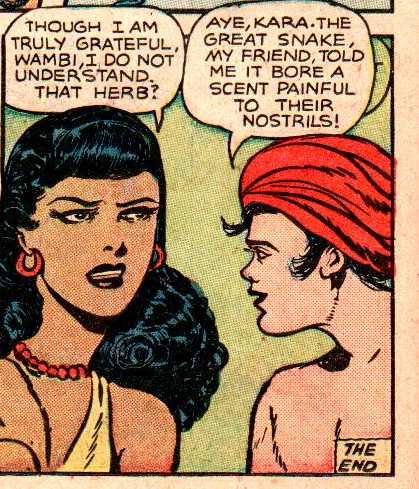 THOUGH I AM
TRULY GRATEFUL,
WAMBI, I DO NOT
UNDERSTAND.
THAT HERB?
AYE, KARA. THE
GREAT SNAKE,
MY FRIEND, TOLD
ME IT BORE A
SCENT PAINFUL
TO THEIR
NOSTRILS!
THE
END